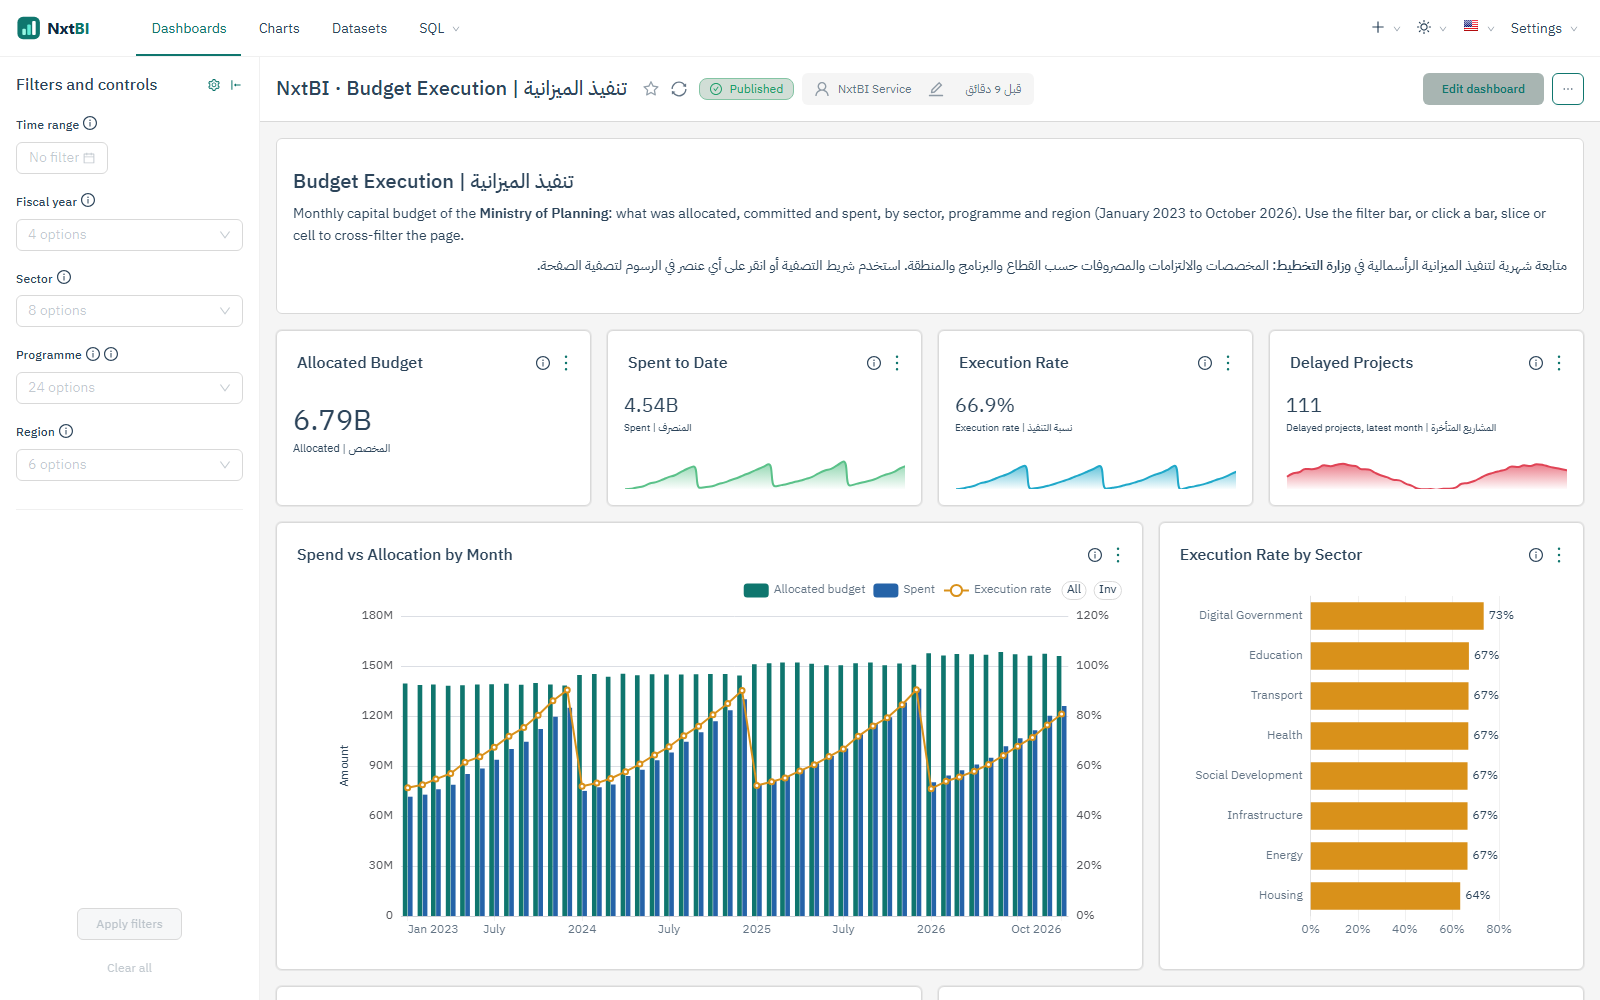 NxtBI
Dashboards
Charts
Datasets
SQL
Settings
Filters and controls
Time range
No filter
Fiscal year
4 options
Sector
8 options
Programme
24 options
Region
6 options
Apply filters
Clear all
NxtBI · Budget Execution | تنفيذ الميزانية
Published
NxtBI Service
قبل 9 دقائق
Edit dashboard
Budget Execution | تنفيذ الميزانية
Monthly capital budget of the Ministry of Planning: what was allocated, committed and spent, by sector, programme and region (January 2023 to October 2026). Use the filter bar, or click a bar, slice or
cell to cross-filter the page.
متابعة شهرية لتنفيذ الميزانية الرأسمالية في وزارة التخطيط: المخصصات والالتزامات والمصروفات حسب القطاع والبرنامج والمنطقة. استخدم شريط التصفية أو انقر على أي عنصر في الرسوم لتصفية الصفحة.
Allocated Budget
6.79B
Allocated | المخصص
Spent to Date
4.54B
Spent | المنصرف
Execution Rate
66.9%
Execution rate | نسبة التنفيذ
Delayed Projects
111
Delayed projects, latest month | المشاريع المتأخرة
Spend vs Allocation by Month
Allocated budget
Spent
Execution rate
All
Inv
180M
150M
120M
90M
60M
30M
0
Amount
120%
100%
80%
60%
40%
20%
0%
Jan 2023
July
2024
July
2025
July
2026
Oct 2026
Execution Rate by Sector
Digital Government 73%
Education 67%
Transport 67%
Health 67%
Social Development 67%
Infrastructure 67%
Energy 67%
Housing 64%
0% 20% 40% 60% 80%